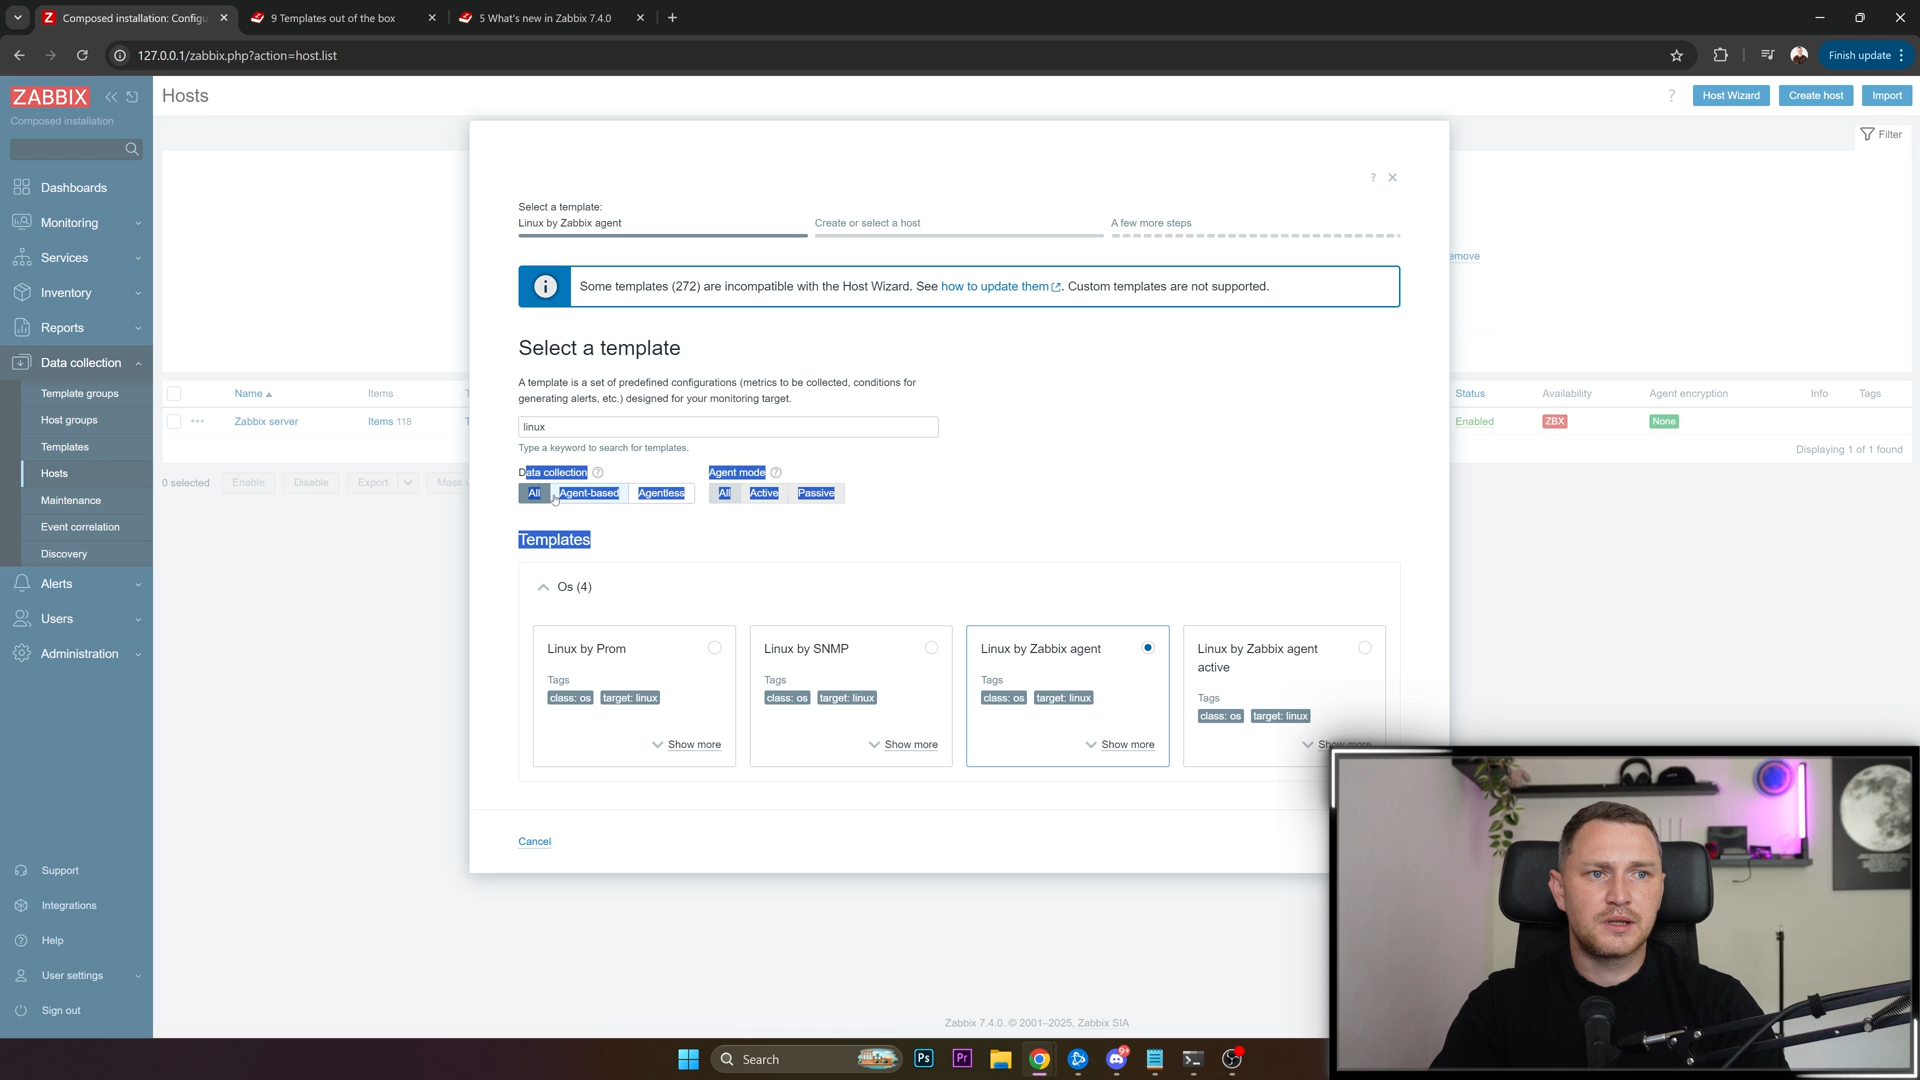 Composed installation: Configu
9 Templates out of the box
5 What's new in Zabbix 7.4.0
127.0.0.1/zabbix.php?action=host.list
Finish update
ZABBIX
Composed installation
Hosts
?
Host Wizard
Create host
Import
Filter
Dashboards
Monitoring
Services
Inventory
Reports
Data collection
Template groups
Host groups
Templates
Hosts
Maintenance
Event correlation
Discovery
Alerts
Users
Administration
Support
Integrations
Help
User settings
Sign out
Name
Items
T
Zabbix server
Items 118
T
0 selected
Enable
Disable
Export
Mass u
emove
Status
Availability
Agent encryption
Info
Tags
Enabled
ZBX
None
Displaying 1 of 1 found
?
Select a template:
Linux by Zabbix agent
Create or select a host
A few more steps
Some templates (272) are incompatible with the Host Wizard. See how to update them. Custom templates are not supported.
Select a template
A template is a set of predefined configurations (metrics to be collected, conditions for
generating alerts, etc.) designed for your monitoring target.
linux
Type a keyword to search for templates.
Data collection ?
Agent mode ?
All Agent-based Agentless
All Active Passive
Templates
Os (4)
Linux by Prom
Tags
class: os target: linux
Show more
Linux by SNMP
Tags
class: os target: linux
Show more
Linux by Zabbix agent
Tags
class: os target: linux
Show more
Linux by Zabbix agent
active
Tags
class: os target: linux
Show more
Cancel
Zabbix 7.4.0. © 2001–2025, Zabbix SIA
Search
Ps
Pr
9+